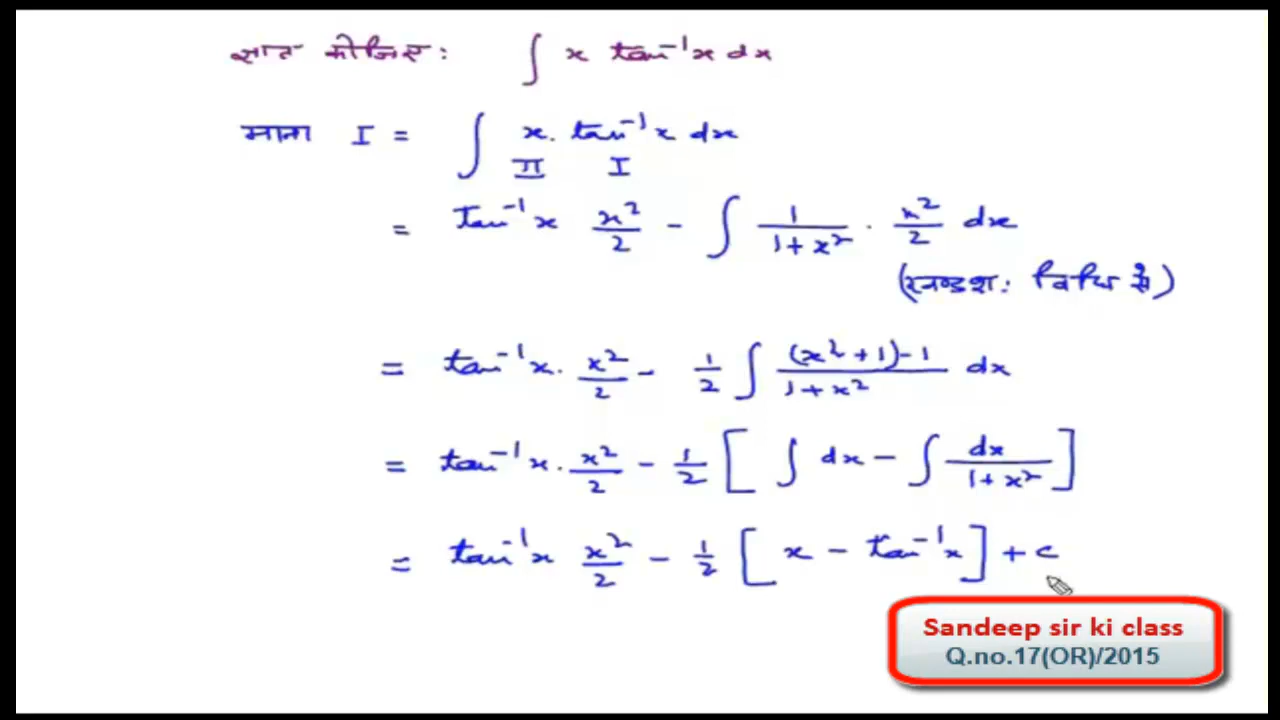 ज्ञात कीजिए: ∫ x tan⁻¹x dx
माना I = ∫ x. tan⁻¹x dx
II I
= tan⁻¹x x²/2 - ∫ 1/(1+x²) · x²/2 dx
(खण्डश: विधि से)
= tan⁻¹x. x²/2 - 1/2 ∫ ((x²+1)-1)/(1+x²) dx
= tan⁻¹x. x²/2 - 1/2 [ ∫ dx - ∫ dx/(1+x²) ]
= tan⁻¹x x²/2 - 1/2 [ x - tan⁻¹x ] + c
Sandeep sir ki class
Q.no.17(OR)/2015